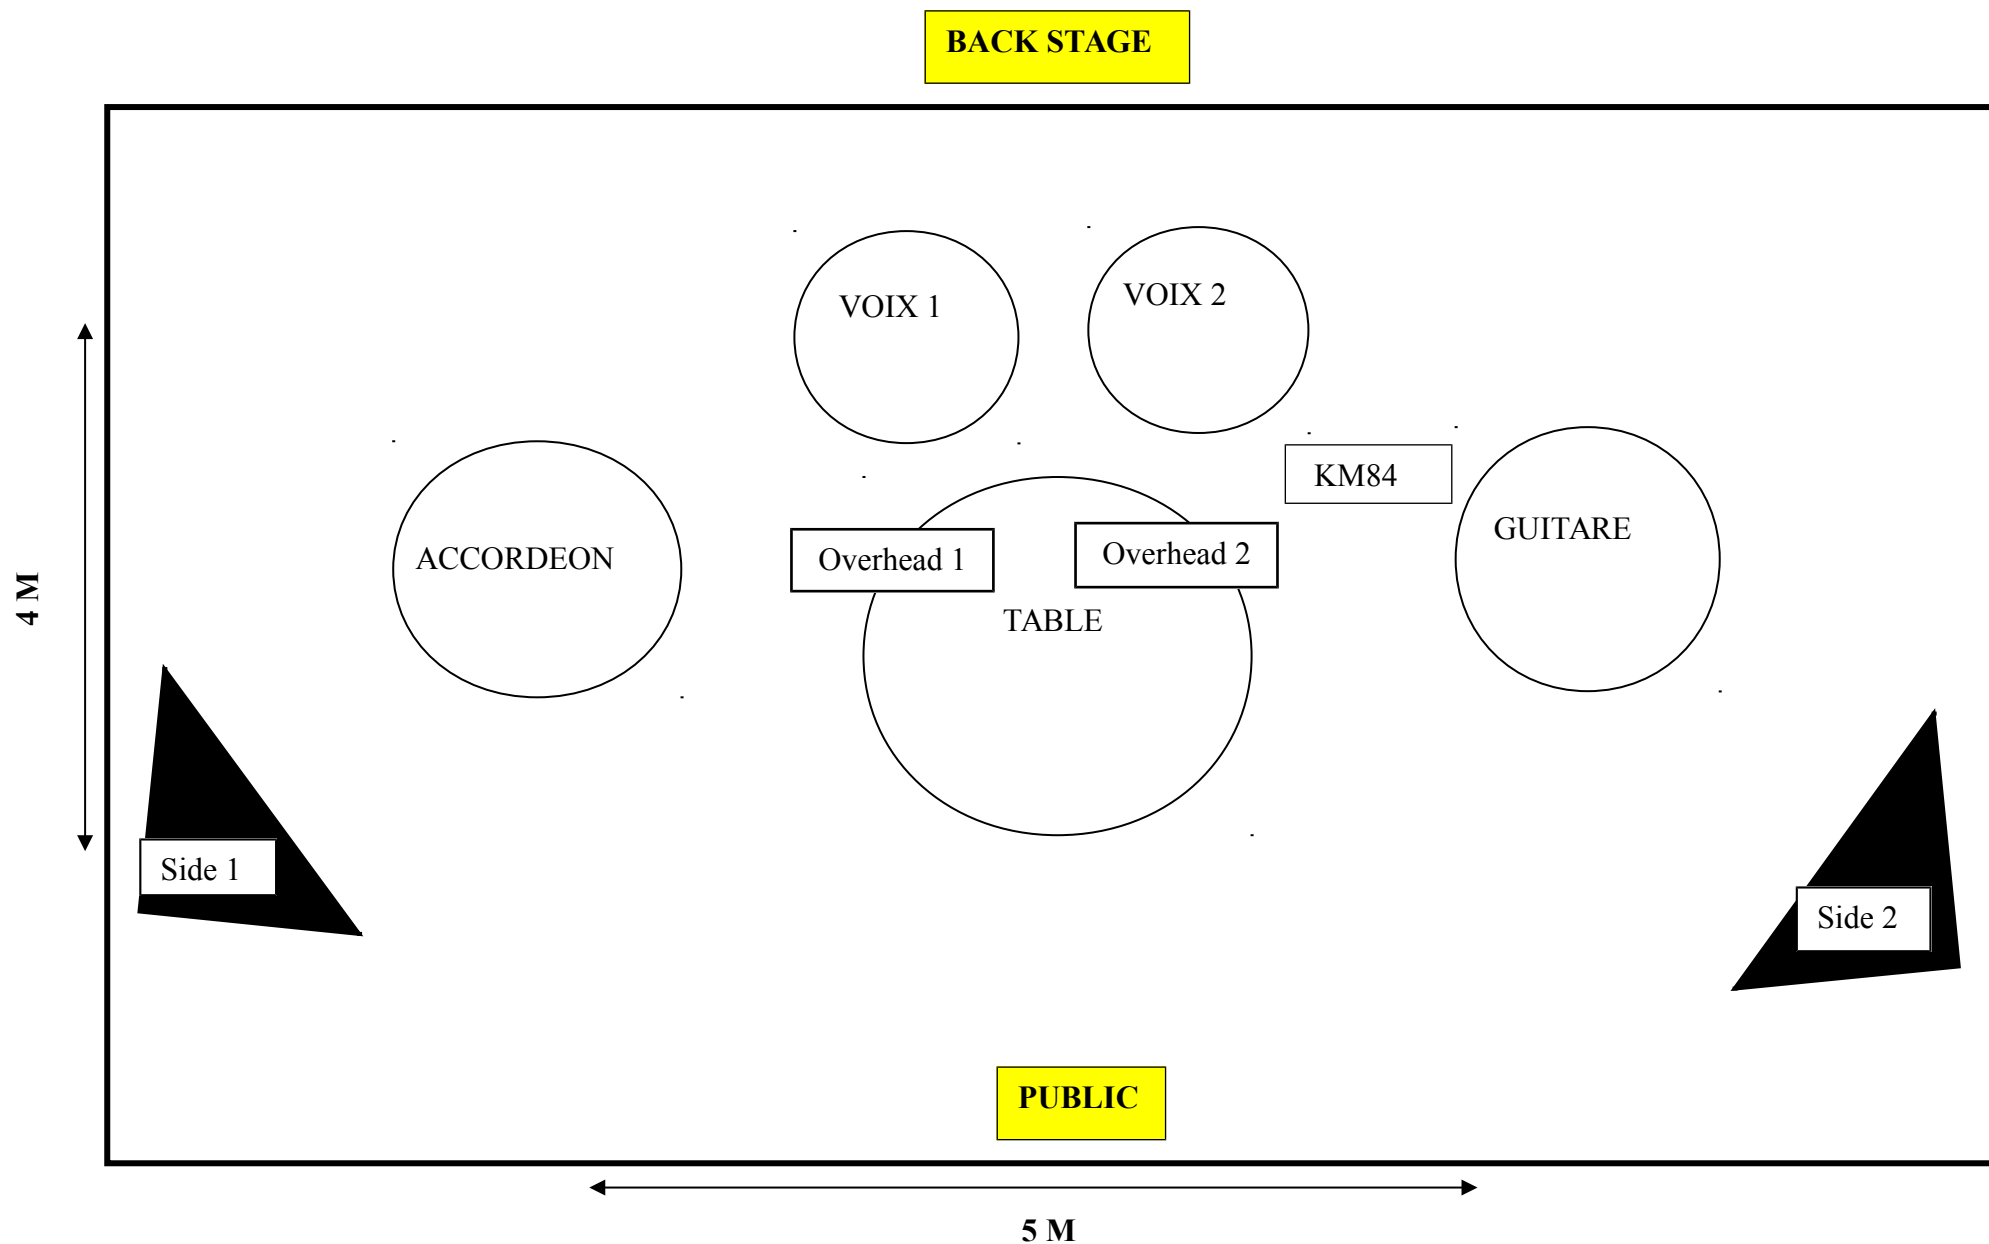 BACK STAGE
VOIX 1
VOIX 2
KM84
GUITARE
ACCORDEON
Overhead 1
Overhead 2
TABLE
4 M
Side 1
Side 2
PUBLIC
5 M